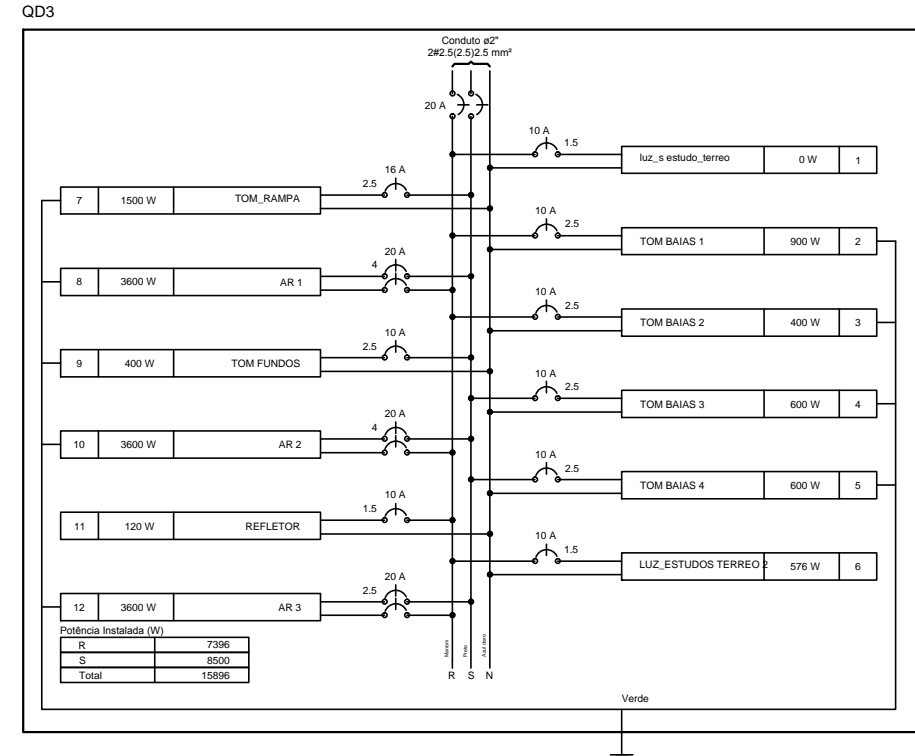 QD3
Conduto ø2"
2#2.5(2.5)2.5 mm²
20 A
10 A
1.5
luz_s estudo_terreo 0 W 1
16 A
2.5
7 1500 W TOM_RAMPA
10 A
2.5
TOM BAIAS 1 900 W 2
20 A
4
8 3600 W AR 1
10 A
2.5
TOM BAIAS 2 400 W 3
10 A
2.5
9 400 W TOM FUNDOS
10 A
2.5
TOM BAIAS 3 600 W 4
20 A
4
10 3600 W AR 2
10 A
2.5
TOM BAIAS 4 600 W 5
10 A
1.5
11 120 W REFLETOR
10 A
1.5
LUZ_ESTUDOS TERREO 2 576 W 6
20 A
2.5
12 3600 W AR 3
Potência Instalada (W)
R 7396
S 8500
Total 15896
Marrom
Preto
Azul claro
R S N
Verde